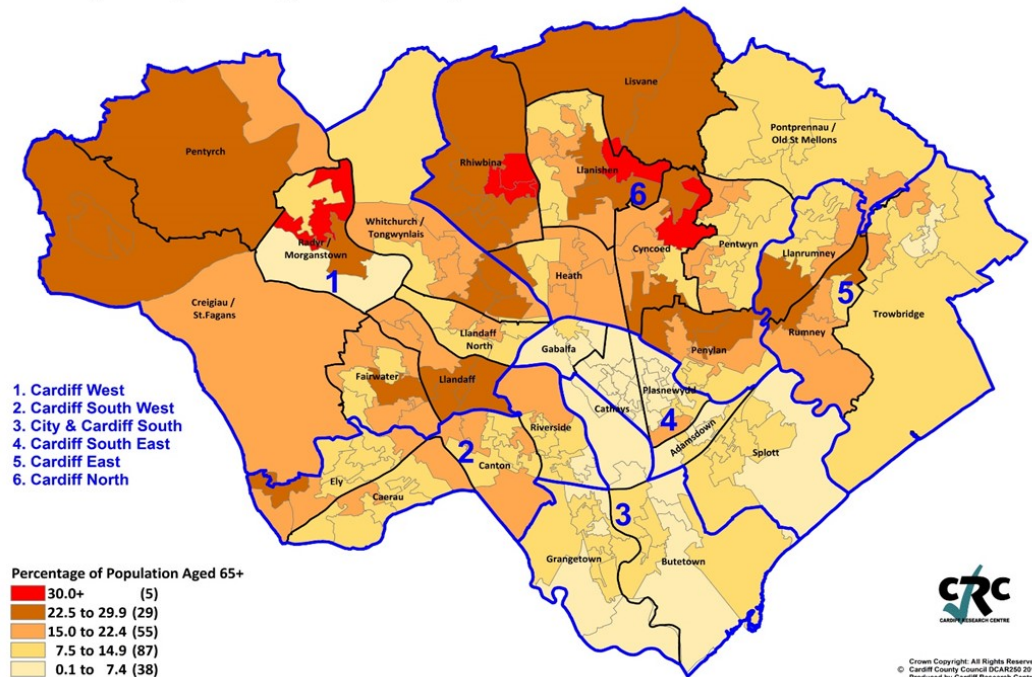 Lisvane
Pentyrch
Pontprennau /
Old St Mellons
Rhiwbina
Llanishen
6
Whitchurch /
Tongwynlais
Radyr /
Morganstown
1
Cyncoed
Pentwyn
Llanrumney
Heath
5
Trowbridge
Creigiau /
St.Fagans
Rumney
Llandaff
North
Gabalfa
Penylan
Fairwater
Llandaff
Plasnewydd
Cathays
4
Riverside
Adamsdown
2
Canton
Splott
Ely
Caerau
3
Grangetown
Butetown
1. Cardiff West
2. Cardiff South West
3. City & Cardiff South
4. Cardiff South East
5. Cardiff East
6. Cardiff North
Percentage of Population Aged 65+
30.0+ (5)
22.5 to 29.9 (29)
15.0 to 22.4 (55)
7.5 to 14.9 (87)
0.1 to 7.4 (38)
CRC
CARDIFF RESEARCH CENTRE
Crown Copyright: All Rights Reserve
© Cardiff County Council DCAR250 201